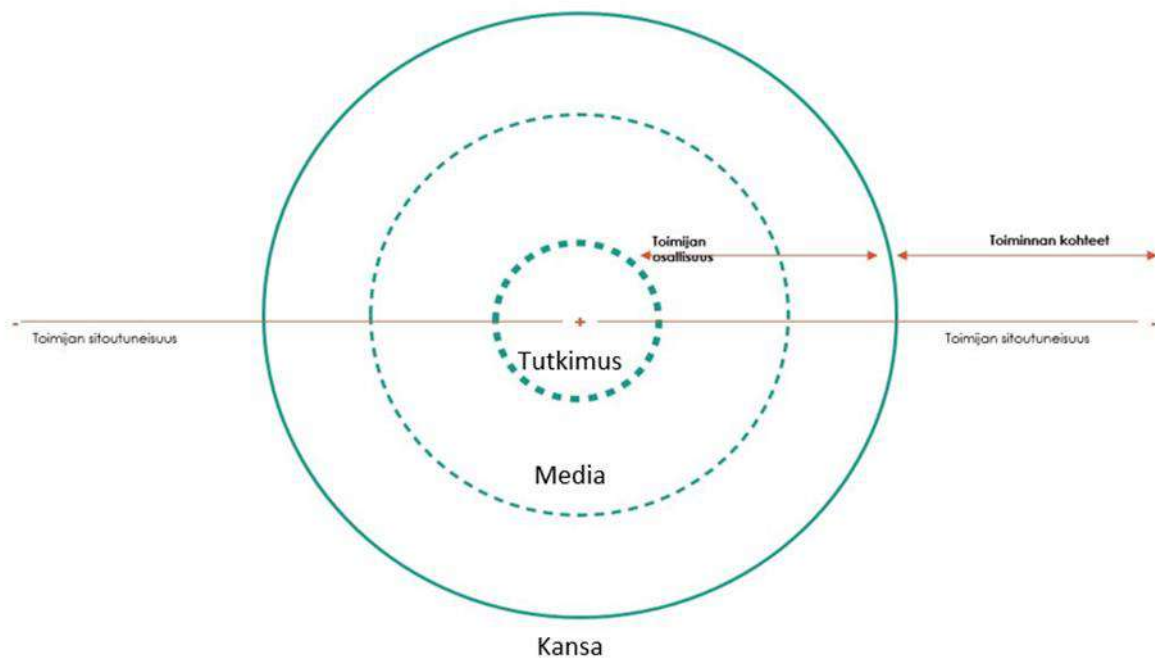 Toimijan
osallisuus
Toiminnan kohteet
- + -
Toimijan sitoutuneisuus
Toimijan sitoutuneisuus
Tutkimus
Media
Kansa